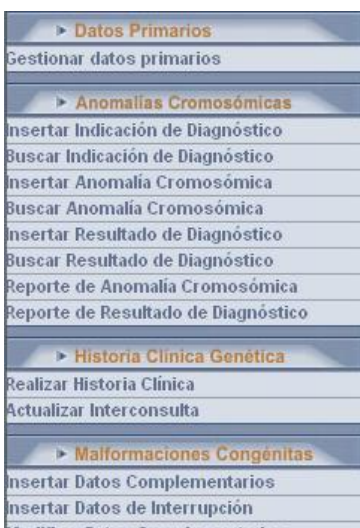 Datos Primarios
Gestionar datos primarios
Anomalías Cromosómicas
Insertar Indicación de Diagnóstico
Buscar Indicación de Diagnóstico
Insertar Anomalía Cromosómica
Buscar Anomalía Cromosómica
Insertar Resultado de Diagnóstico
Buscar Resultado de Diagnóstico
Reporte de Anomalía Cromosómica
Reporte de Resultado de Diagnóstico
Historia Clínica Genética
Realizar Historia Clínica
Actualizar Interconsulta
Malformaciones Congénitas
Insertar Datos Complementarios
Insertar Datos de Interrupción